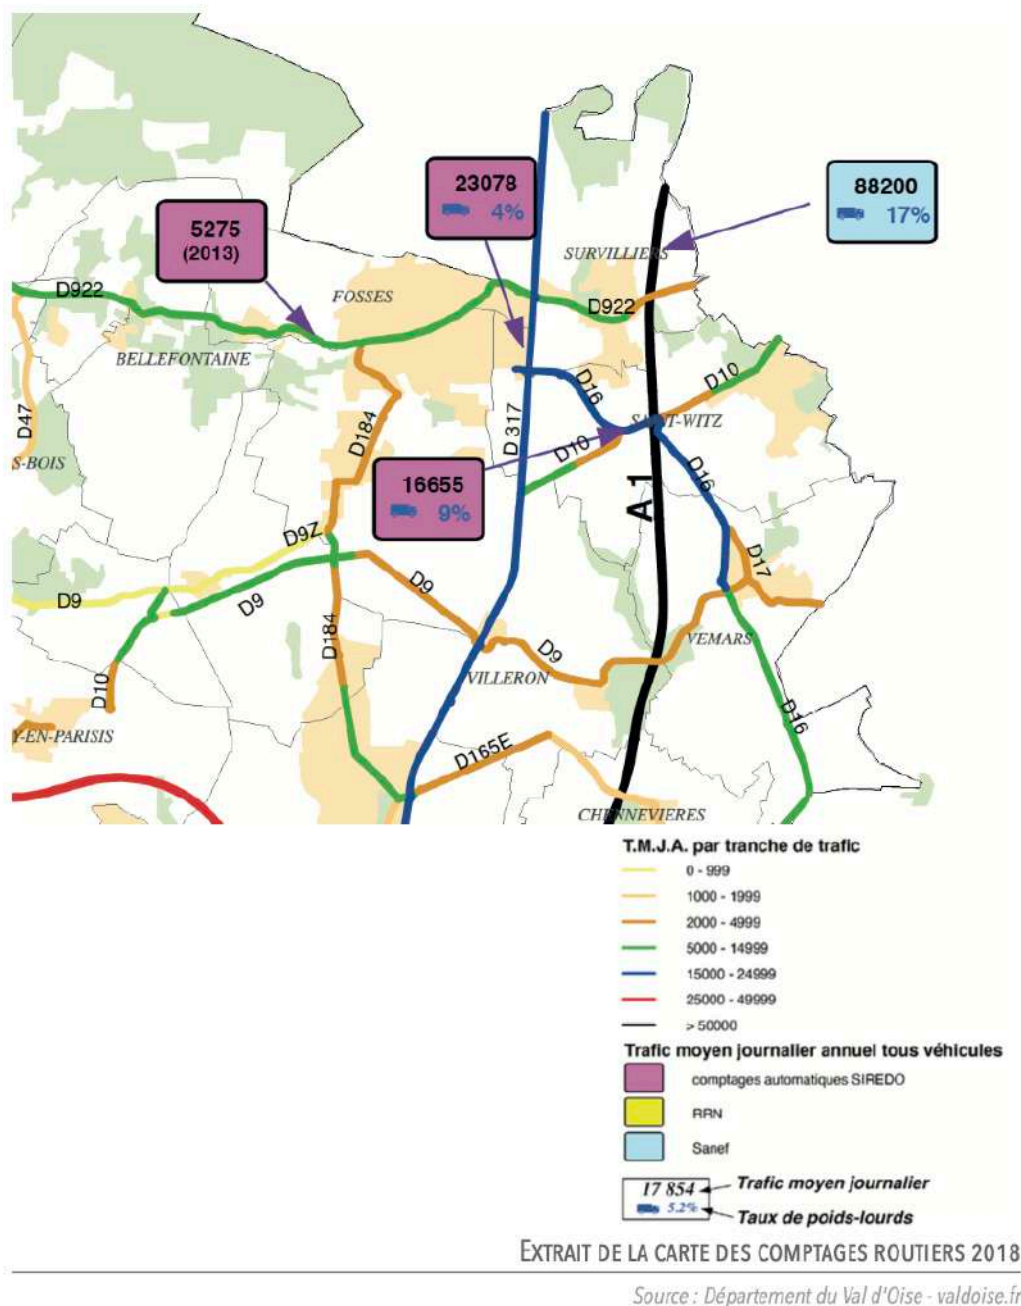 88200
17%
23078
4%
5275
(2013)
SURVILLIERS
D922
FOSSES
D922
BELLEFONTAINE
D16
D10
D47
D184
D317
SAINT-WITZ
D10
S-BOIS
16655
9%
A 1
D16
D9Z
D17
D9
D9
D9
D184
D9
VEMARS
VILLERON
D10
D16
Y-EN-PARISIS
D165E
CHENNEVIERES
T.M.J.A. par tranche de trafic
0 - 999
1000 - 1999
2000 - 4999
5000 - 14999
15000 - 24999
25000 - 49999
> 50000
Trafic moyen journalier annuel tous véhicules
comptages automatiques SIREDO
RRN
Sanef
17 854 Trafic moyen journalier
5.2% Taux de poids-lourds
EXTRAIT DE LA CARTE DES COMPTAGES ROUTIERS 2018
Source : Département du Val d'Oise - valdoise.fr